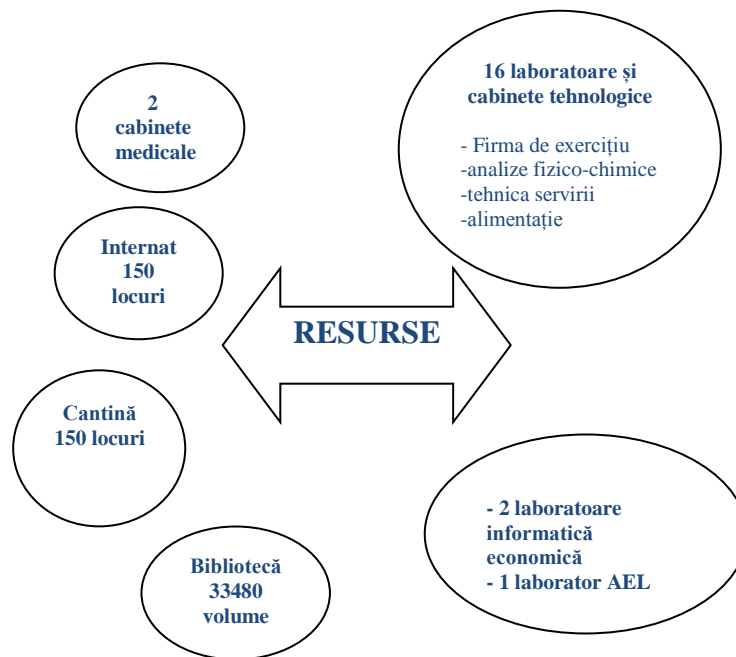 2
cabinete
medicale
16 laboratoare și
cabinete tehnologice
- Firma de exercițiu
-analize fizico-chimice
-tehnica servirii
-alimentație
Internat
150
locuri
RESURSE
Cantină
150 locuri
- 2 laboratoare
informatică
economică
- 1 laborator AEL
Bibliotecă
33480
volume